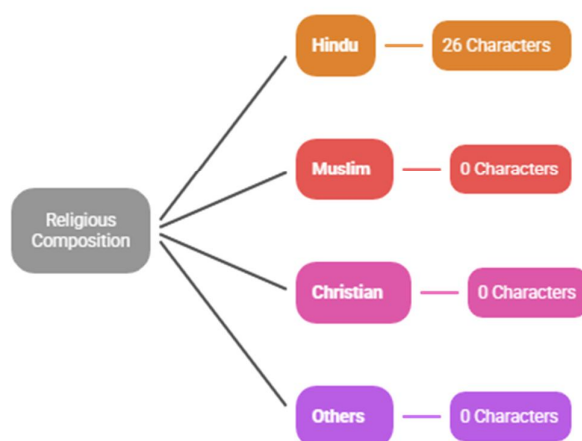 Hindu
26 Characters
Muslim
0 Characters
Religious
Composition
Christian
0 Characters
Others
0 Characters